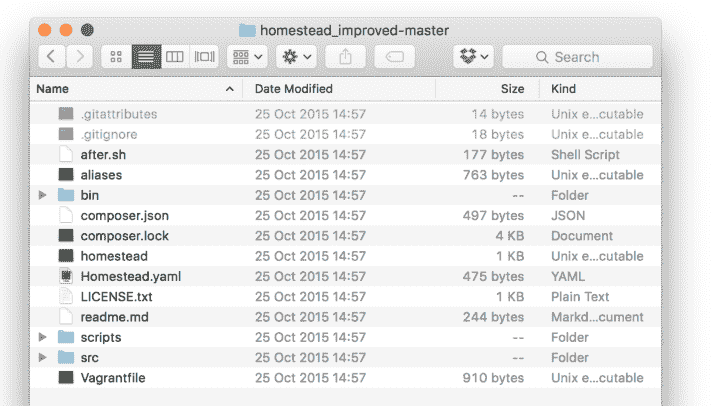 homestead_improved-master
Search
Name Date Modified Size Kind
.gitattributes 25 Oct 2015 14:57 14 bytes Unix e...cutable
.gitignore 25 Oct 2015 14:57 18 bytes Unix e...cutable
after.sh 25 Oct 2015 14:57 177 bytes Shell Script
aliases 25 Oct 2015 14:57 763 bytes Unix e...cutable
bin 25 Oct 2015 14:57 -- Folder
composer.json 25 Oct 2015 14:57 497 bytes JSON
composer.lock 25 Oct 2015 14:57 4 KB Document
homestead 25 Oct 2015 14:57 1 KB Unix e...cutable
Homestead.yaml 25 Oct 2015 14:57 475 bytes YAML
LICENSE.txt 25 Oct 2015 14:57 1 KB Plain Text
readme.md 25 Oct 2015 14:57 244 bytes Markd...cument
scripts 25 Oct 2015 14:57 -- Folder
src 25 Oct 2015 14:57 -- Folder
Vagrantfile 25 Oct 2015 14:57 910 bytes Unix e...cutable